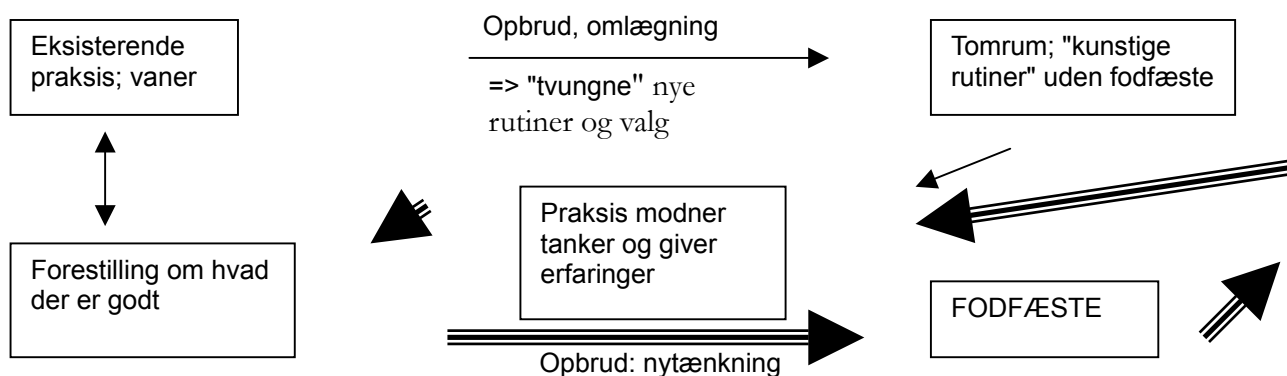 Eksisterende
praksis; vaner
Opbrud, omlægning
=> "tvungne" nye
rutiner og valg
Tomrum; "kunstige
rutiner" uden fodfæste
Forestilling om hvad
der er godt
Praksis modner
tanker og giver
erfaringer
FODFÆSTE
Opbrud: nytænkning